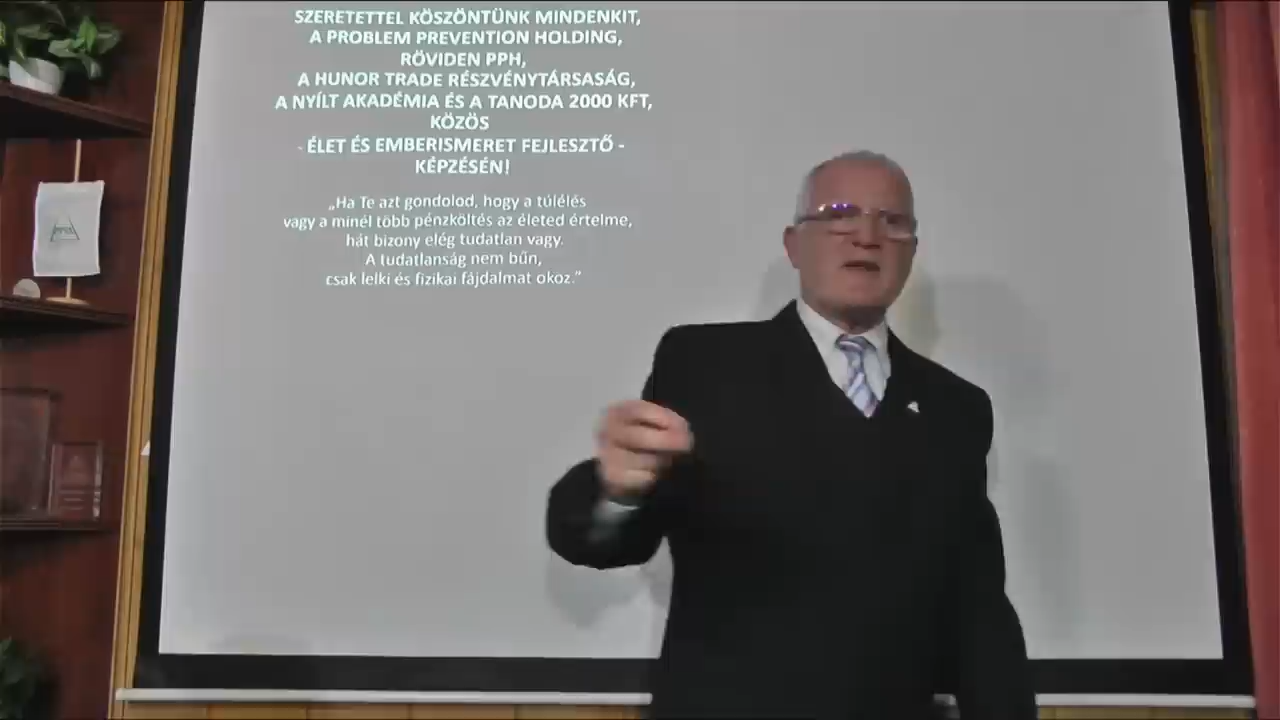 SZERETETTEL KÖSZÖNTÜNK MINDENKIT,
A PROBLEM PREVENTION HOLDING,
RÖVIDEN PPH,
A HUNOR TRADE RÉSZVÉNYTÁRSASÁG,
A NYÍLT AKADÉMIA ÉS A TANODA 2000 KFT,
KÖZÖS
- ÉLET ÉS EMBERISMERET FEJLESZTŐ -
KÉPZÉSÉN!
„Ha Te azt gondolod, hogy a túlélés
vagy a minél több pénzköltés az életed értelme,
hát bizony elég tudatlan vagy.
A tudatlanság nem bűn,
csak lelki és fizikai fájdalmat okoz.”